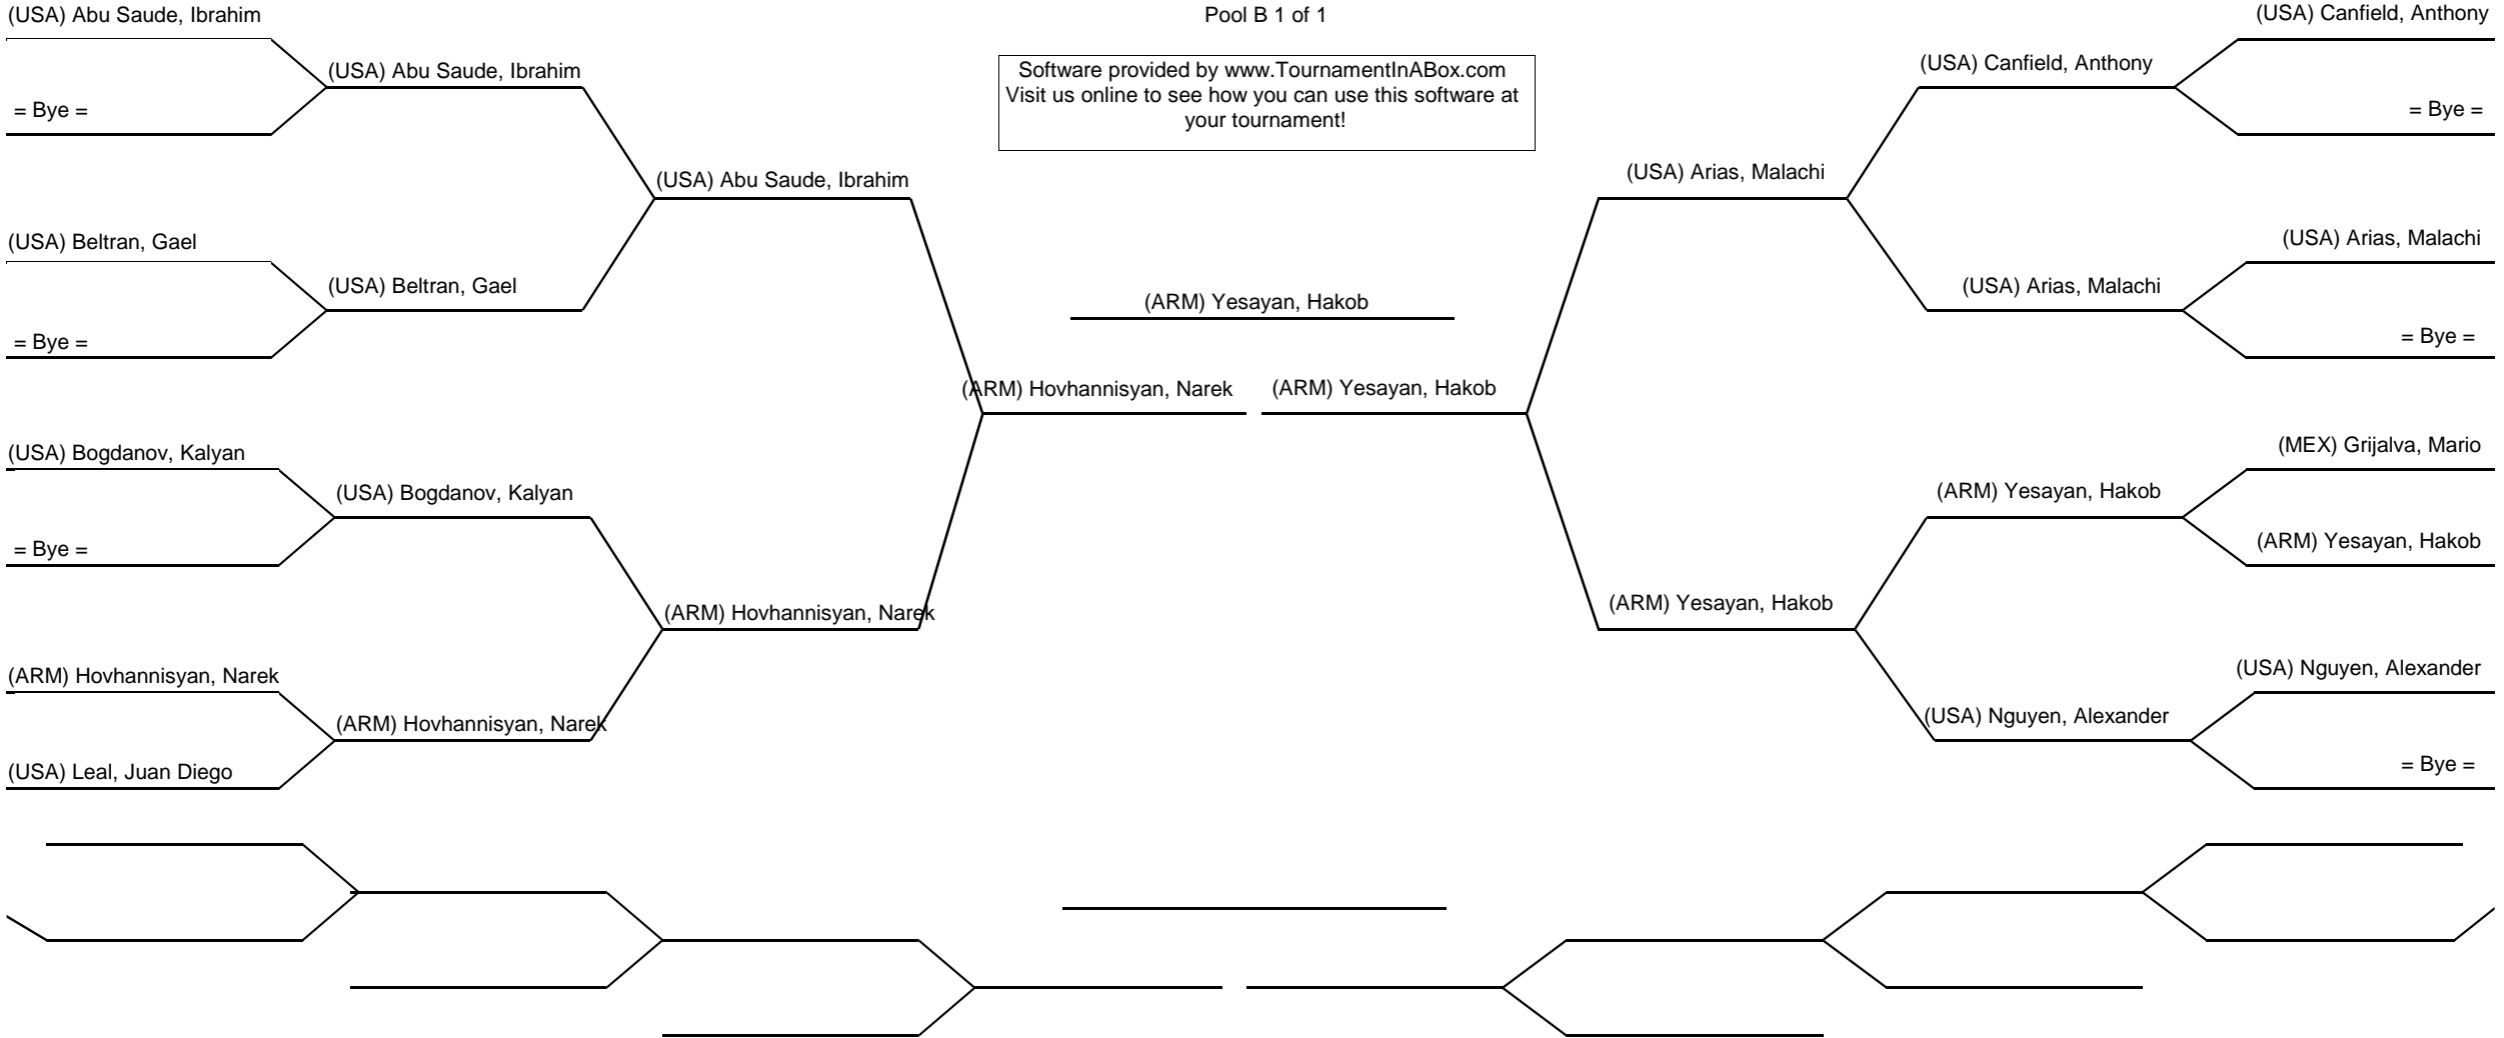 (USA) Abu Saude, Ibrahim
= Bye =
(USA) Beltran, Gael
= Bye =
(USA) Bogdanov, Kalyan
= Bye =
(ARM) Hovhannisyan, Narek
(USA) Leal, Juan Diego
(USA) Abu Saude, Ibrahim
(USA) Beltran, Gael
(USA) Bogdanov, Kalyan
(ARM) Hovhannisyan, Narek
(USA) Abu Saude, Ibrahim
(ARM) Hovhannisyan, Narek
Pool B 1 of 1
Software provided by www.TournamentInABox.com
Visit us online to see how you can use this software at
your tournament!
(ARM) Yesayan, Hakob
(ARM) Hovhannisyan, Narek
(ARM) Yesayan, Hakob
(USA) Arias, Malachi
(ARM) Yesayan, Hakob
(USA) Canfield, Anthony
(USA) Arias, Malachi
(ARM) Yesayan, Hakob
(USA) Nguyen, Alexander
(USA) Canfield, Anthony
= Bye =
(USA) Arias, Malachi
= Bye =
(MEX) Grijalva, Mario
(ARM) Yesayan, Hakob
(USA) Nguyen, Alexander
= Bye =